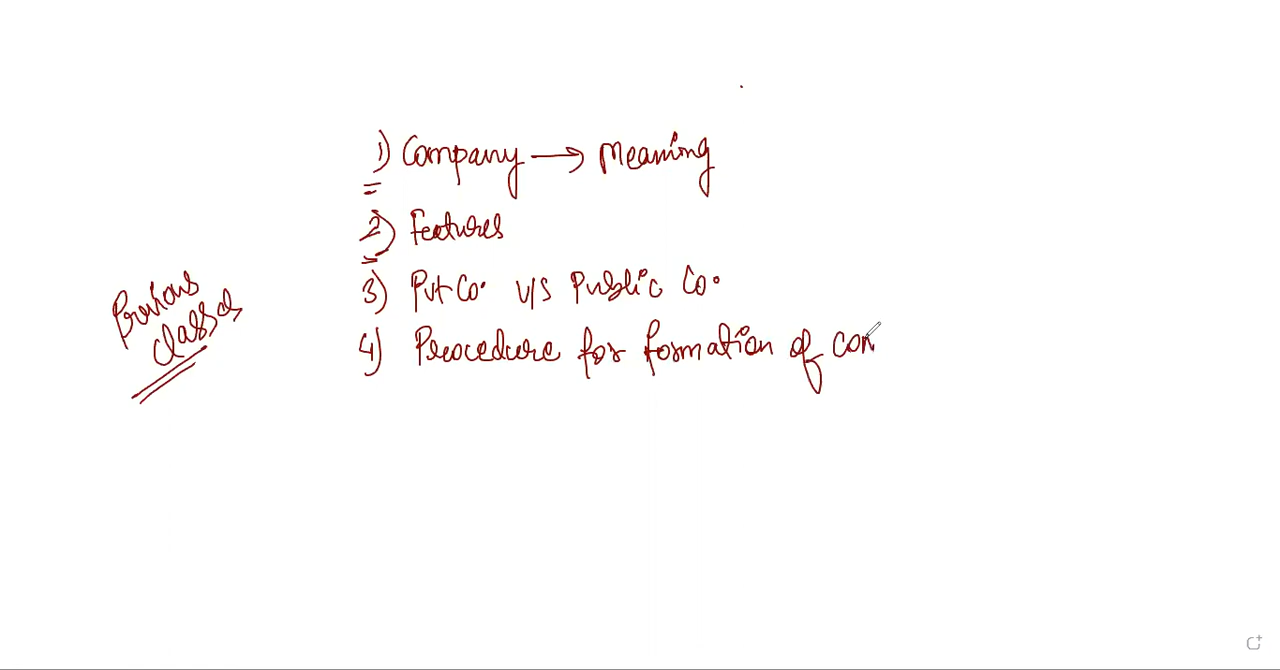 1) Company → Meaning
2) Features
3) Pvt Co. v/s Public Co.
4) Procedure for formation of com
Previous
classes